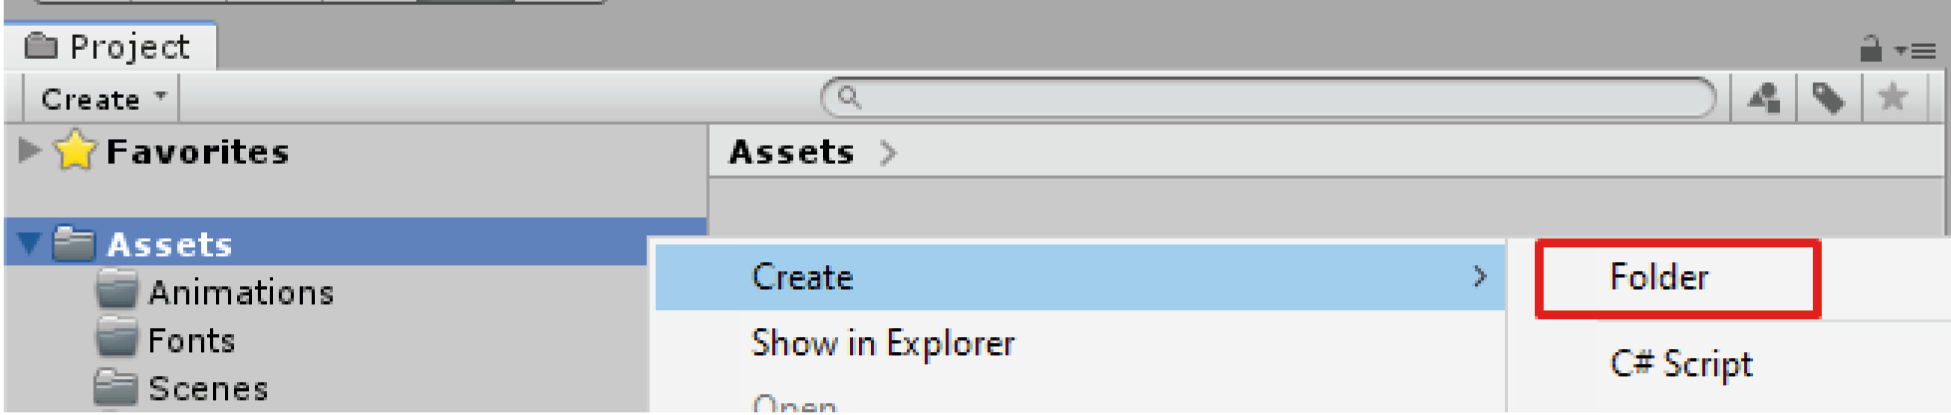 Project
Create
Favorites
Assets >
Assets
Animations
Fonts
Scenes
Create >
Show in Explorer
Open
Folder
C# Script